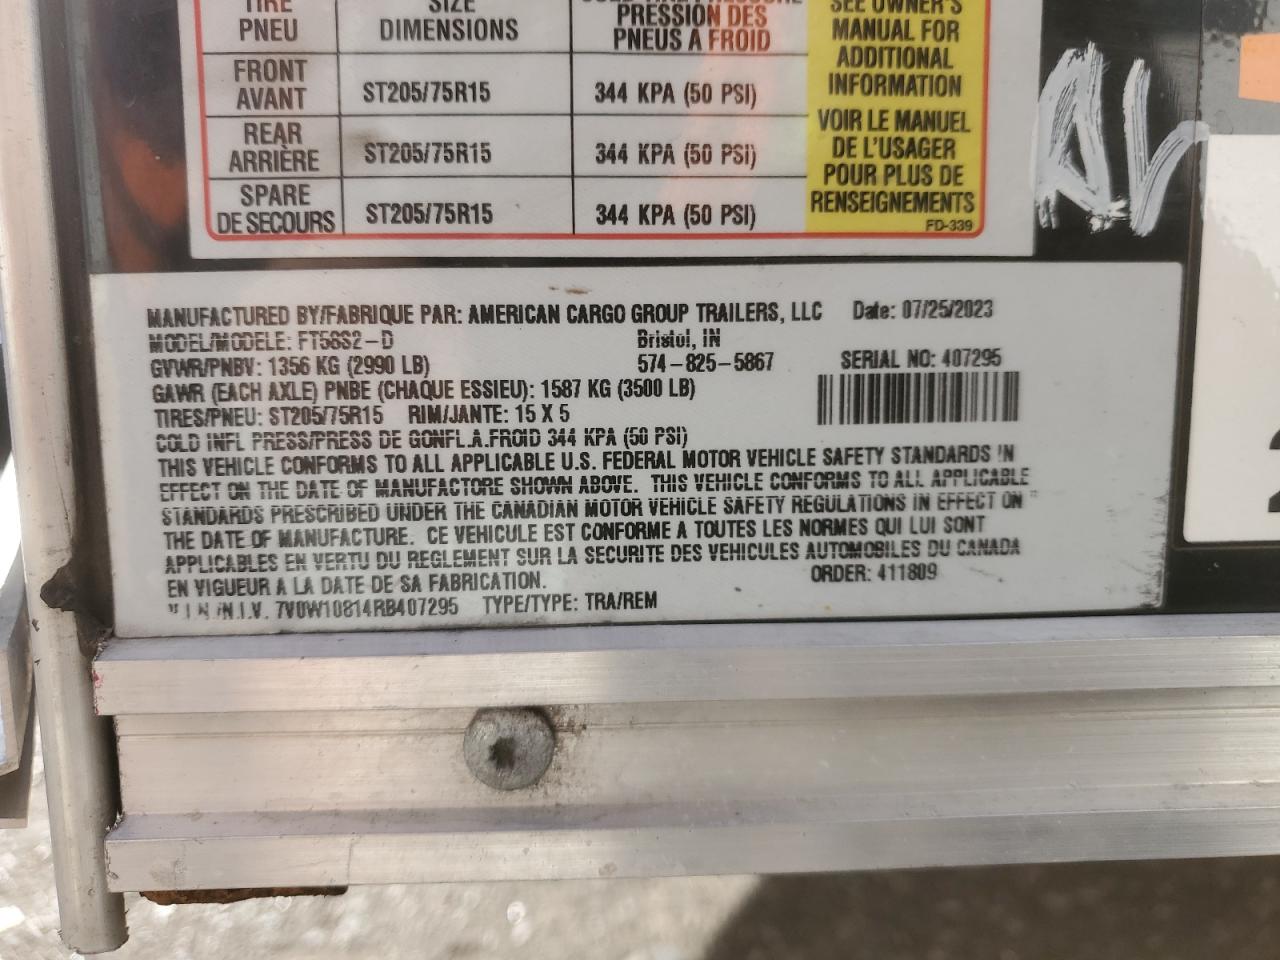 TIRE SIZE COLD TIRE PRESSURE SEE OWNER'S
PNEU DIMENSIONS PRESSION DES MANUAL FOR
PNEUS A FROID ADDITIONAL
FRONT INFORMATION
AVANT ST205/75R15 344 KPA (50 PSI)
REAR VOIR LE MANUEL
ARRIÈRE ST205/75R15 344 KPA (50 PSI) DE L'USAGER
SPARE POUR PLUS DE
DE SECOURS ST205/75R15 344 KPA (50 PSI) RENSEIGNEMENTS
FD-339
MANUFACTURED BY/FABRIQUE PAR: AMERICAN CARGO GROUP TRAILERS, LLC Date: 07/25/2023
MODEL/MODELE: FT58S2-D Bristol, IN
GVWR/PNBV: 1356 KG (2990 LB) 574-825-5867 SERIAL NO: 407295
GAWR (EACH AXLE) PNBE (CHAQUE ESSIEU): 1587 KG (3500 LB)
TIRES/PNEU: ST205/75R15 RIM/JANTE: 15 X 5
COLD INFL PRESS/PRESS DE GONFL.A.FROID 344 KPA (50 PSI)
THIS VEHICLE CONFORMS TO ALL APPLICABLE U.S. FEDERAL MOTOR VEHICLE SAFETY STANDARDS IN
EFFECT ON THE DATE OF MANUFACTORE SHOWN ABOVE. THIS VEHICLE CONFORMS TO ALL APPLICABLE
STANDARDS PRESCRIBED UNDER THE CANADIAN MOTOR VEHICLE SAFETY REGULATIONS IN EFFECT ON
THE DATE OF MANUFACTURE. CE VEHICULE EST CONFORME A TOUTES LES NORMES QUI LUI SONT
APPLICABLES EN VERTU DU REGLEMENT SUR LA SECURITE DES VEHICULES AUTOMOBILES DU CANADA
EN VIGUEUR A LA DATE DE SA FABRICATION. ORDER: 411809
V.I.N./N.I.V. 7V0W10814RB407295 TYPE/TYPE: TRA/REM